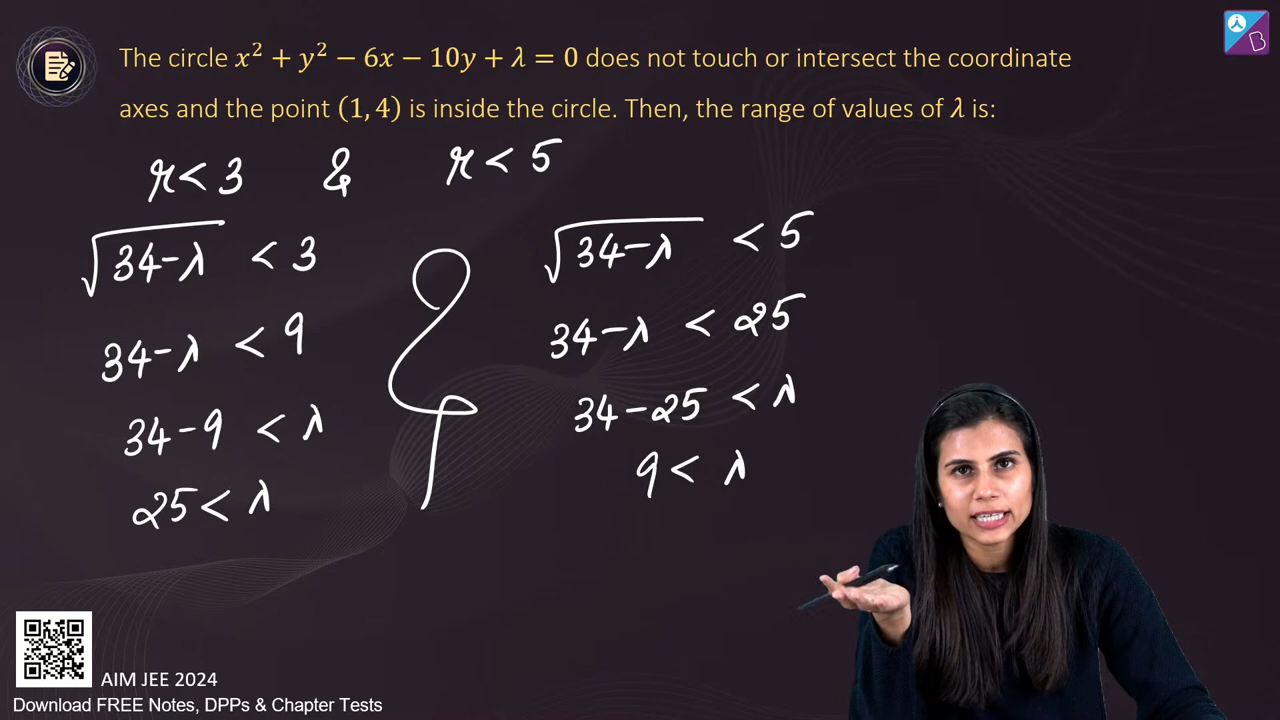 The circle x² + y² − 6x − 10y + λ = 0 does not touch or intersect the coordinate
axes and the point (1, 4) is inside the circle. Then, the range of values of λ is:
r < 3 & r < 5
√(34−λ) < 3 √(34−λ) < 5
34−λ < 9 & 34−λ < 25
34−9 < λ 34−25 < λ
25 < λ 9 < λ
B
AIM JEE 2024
Download FREE Notes, DPPs & Chapter Tests